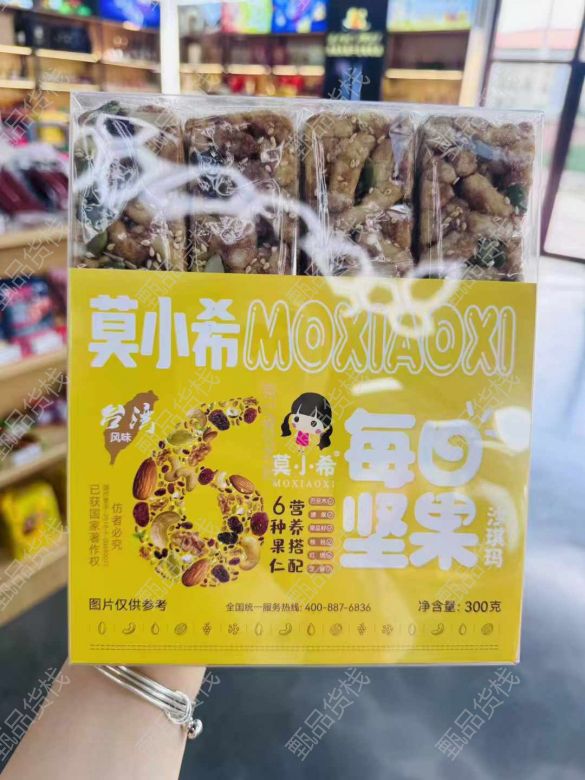 莫小希MOXIAOXI
台湾
风味
6
莫小希
MOXIAOXI
每日
坚果
沙琪玛
6种果仁
营养搭配
仿者必究
已获国家著作权
图片仅供参考
全国统一服务热线: 400-887-6836
净含量: 300克
甄品货栈